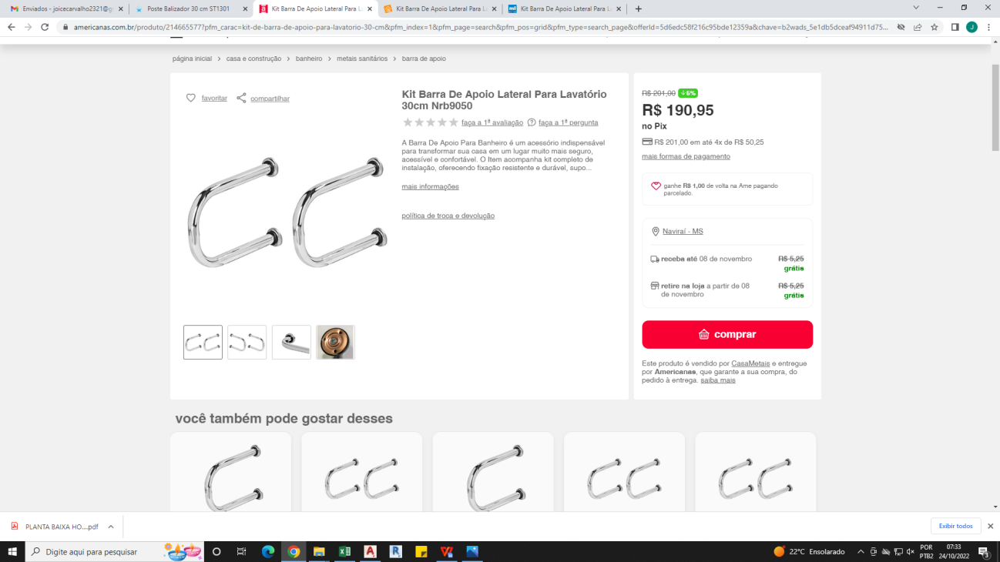 Enviados - joicecarvalho2321@g
Poste Balizador 30 cm ST1301
Kit Barra De Apoio Lateral Para L
Kit Barra De Apoio Lateral Para L
Kit Barra De Apoio Lateral Para L
americanas.com.br/produto/214665577?pfm_carac=kit-de-barra-de-apoio-para-lavatorio-30-cm&pfm_index=1&pfm_page=search&pfm_pos=grid&pfm_type=search_page&offerId=5d6edc58f216c95bde12359a&chave=b2wads_5e1db5dceaf94911d75...
J
página inicial > casa e construção > banheiro > metais sanitários > barra de apoio
favoritar
compartilhar
Kit Barra De Apoio Lateral Para Lavatório
30cm Nrb9050
faça a 1ª avaliação
faça a 1ª pergunta
A Barra De Apoio Para Banheiro é um acessório indispensável
para transformar sua casa em um lugar muito mais seguro,
acessível e confortável. O Item acompanha kit completo de
instalação, oferecendo fixação resistente e durável, supo...
mais informações
política de troca e devolução
R$ 201,00 6%
R$ 190,95
no Pix
R$ 201,00 em até 4x de R$ 50,25
mais formas de pagamento
ganhe R$ 1,00 de volta na Ame pagando
parcelado.
Naviraí - MS
receba até 08 de novembro R$ 5,25
grátis
retire na loja a partir de 08 R$ 5,25
de novembro grátis
comprar
Este produto é vendido por CasaMetais e entregue
por Americanas, que garante a sua compra, do
pedido à entrega. saiba mais
você também pode gostar desses
PLANTA BAIXA HO....pdf
Exibir todos
Digite aqui para pesquisar
22°C Ensolarado
POR
PTB2
07:33
24/10/2022
3